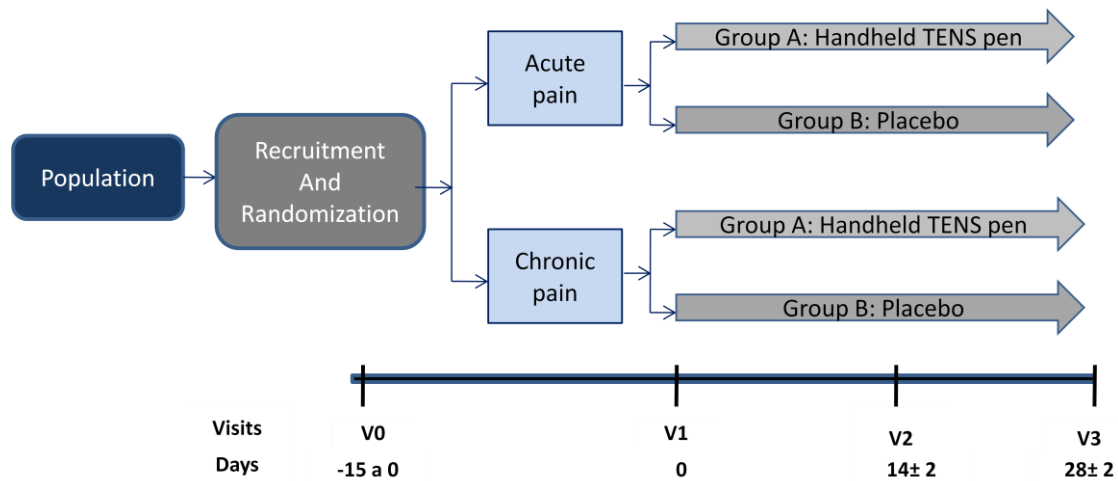 Population
Recruitment
And
Randomization
Acute
pain
Group A: Handheld TENS pen
Group B: Placebo
Chronic
pain
Group A: Handheld TENS pen
Group B: Placebo
Visits V0 V1 V2 V3
Days -15 a 0 0 14± 2 28± 2